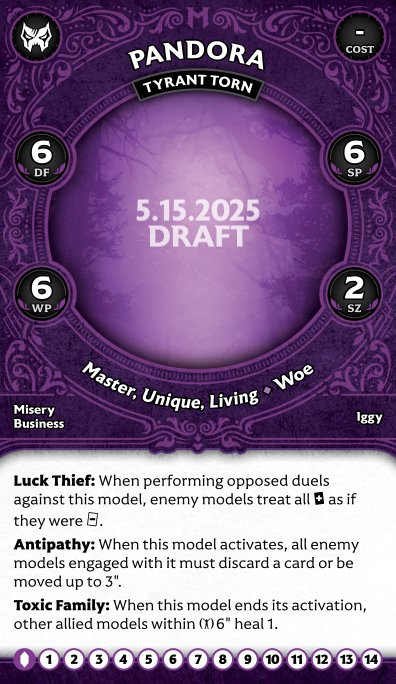 -
COST
PANDORA
TYRANT TORN
6
DF
6
SP
5.15.2025
DRAFT
6
WP
2
SZ
Master, Unique, Living ◆ Woe
Misery
Business
Iggy
Luck Thief: When performing opposed duels
against this model, enemy models treat all + as if
they were −.
Antipathy: When this model activates, all enemy
models engaged with it must discard a card or be
moved up to 3".
Toxic Family: When this model ends its activation,
other allied models within 6" heal 1.
1 2 3 4 5 6 7 8 9 10 11 12 13 14